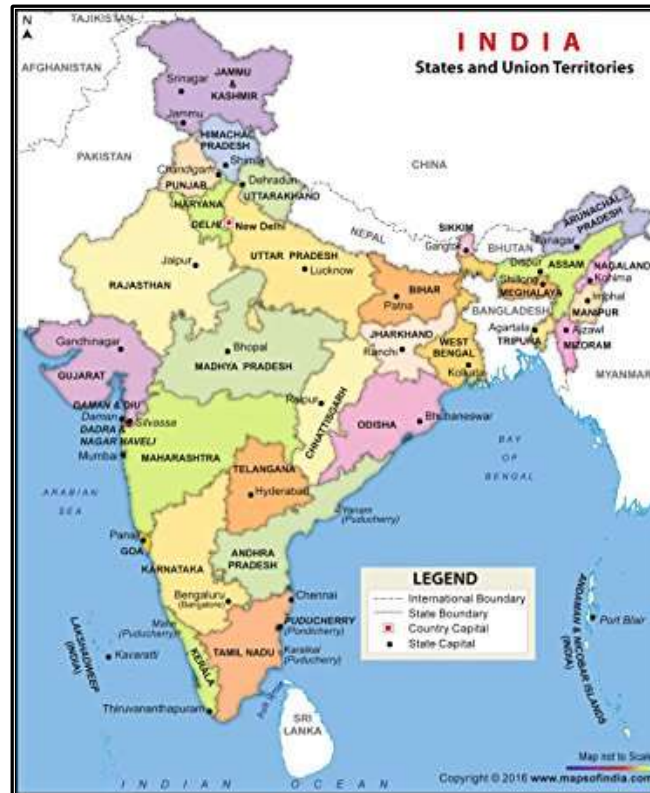 INDIA
States and Union Territories
N
TAJIKISTAN
AFGHANISTAN
PAKISTAN
CHINA
NEPAL
BHUTAN
BANGLADESH
MYANMAR
SRI
LANKA
JAMMU
&
KASHMIR
Srinagar
Jammu
HIMACHAL
PRADESH
Shimla
Chandigarh
PUNJAB
Dehradun
UTTARAKHAND
HARYANA
DELHI
New Delhi
RAJASTHAN
Jaipur
UTTAR PRADESH
Lucknow
BIHAR
Patna
SIKKIM
Gangtok
ARUNACHAL
PRADESH
Itanagar
Dispur
ASSAM
NAGALAND
Kohima
Shillong
MEGHALAYA
Imphal
MANIPUR
Agartala
TRIPURA
Aizawl
MIZORAM
JHARKHAND
Ranchi
WEST
BENGAL
Kolkata
Gandhinagar
GUJARAT
Bhopal
MADHYA PRADESH
Raipur
CHHATTISGARH
ODISHA
Bhubaneswar
DAMAN & DIU
Daman
Silvassa
DADRA &
NAGAR HAVELI
Mumbai
MAHARASHTRA
TELANGANA
Hyderabad
Yanam
(Puducherry)
ARABIAN
SEA
BAY
OF
BENGAL
Panaji
GOA
KARNATAKA
ANDHRA
PRADESH
Bengaluru
(Bangalore)
Chennai
Mahe
(Puducherry)
PUDUCHERRY
(Pondicherry)
Karaikal
(Puducherry)
TAMIL NADU
KERALA
Thiruvananthapuram
LAKSHADWEEP
(INDIA)
Kavaratti
Palk Strait
ANDAMAN & NICOBAR ISLANDS
(INDIA)
Port Blair
LEGEND
International Boundary
State Boundary
Country Capital
State Capital
INDIAN OCEAN
Map not to Scale
Copyright © 2016 www.mapsofindia.com